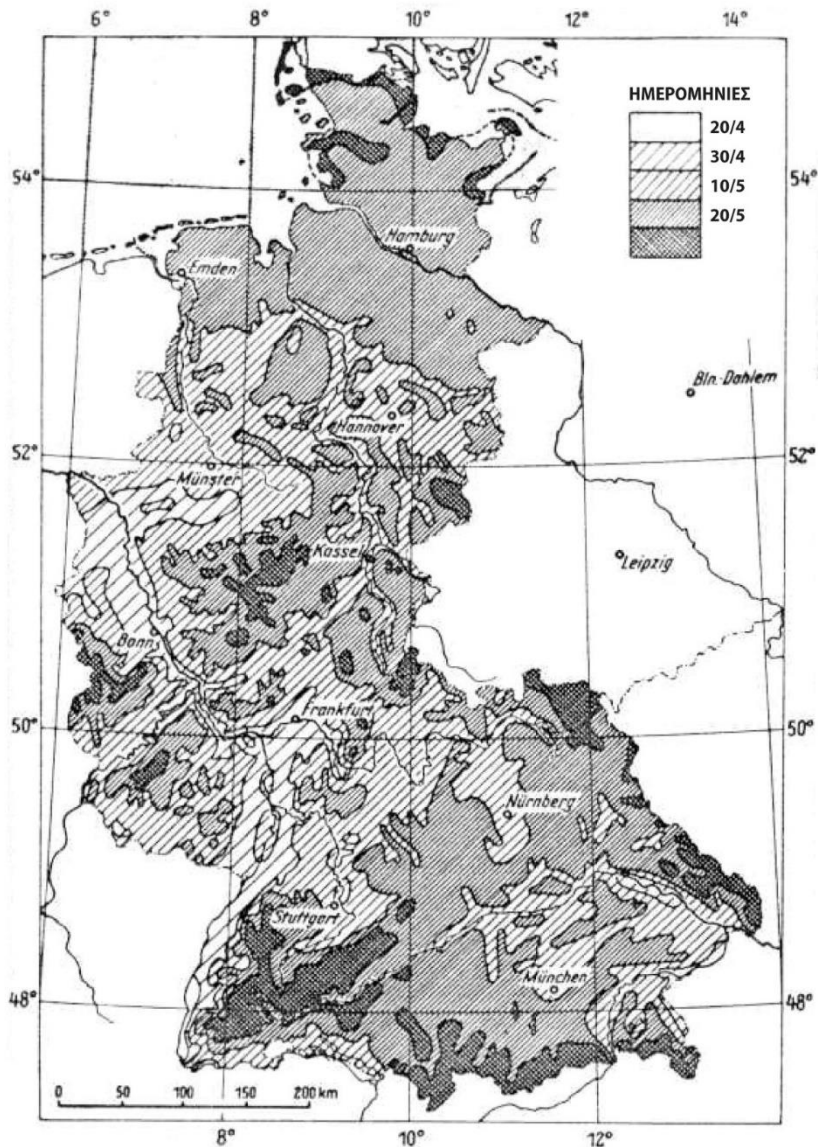 6°
8°
10°
14°
ΗΜΕΡΟΜΗΝΙΕΣ
20/4
30/4
10/5
20/5
54°
54°
Hamburg
Emden
Bln.-Dahlem
Hannover
52°
52°
Münster
Kassel
Leipzig
Bonn
Frankfurt
50°
50°
Nürnberg
Stuttgart
München
48°
48°
0 50 100 150 200 km
8°
10°
12°